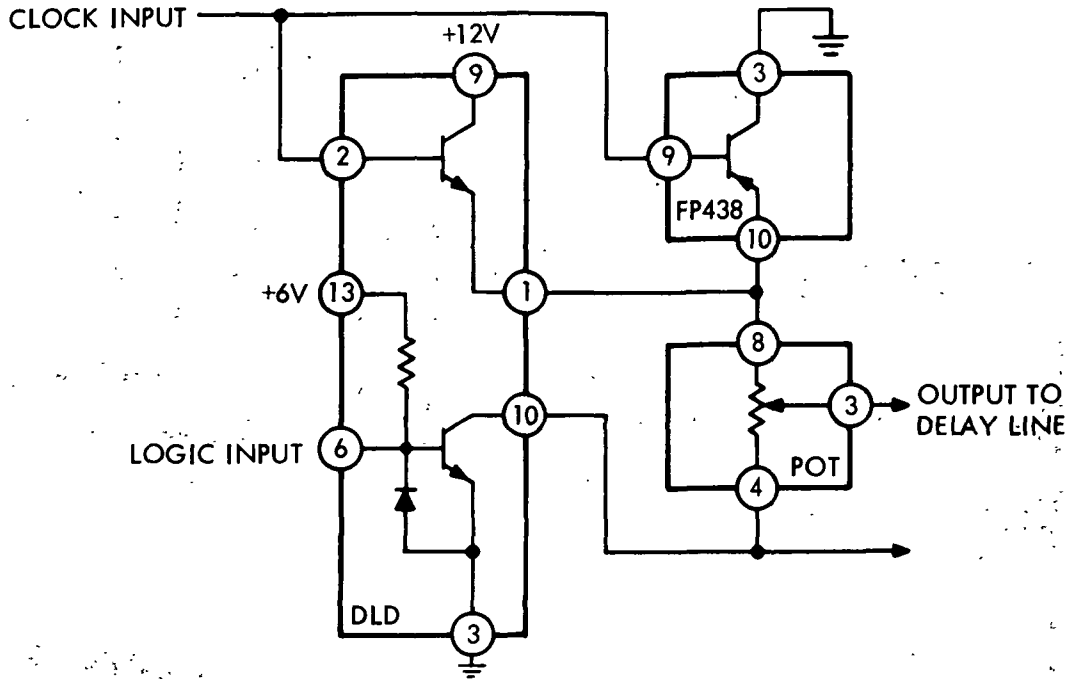 CLOCK INPUT
+12V
9
3
2
9
FP438
10
+6V
13
1
8
10
3
OUTPUT TO
DELAY LINE
LOGIC INPUT
6
POT
4
DLD
3